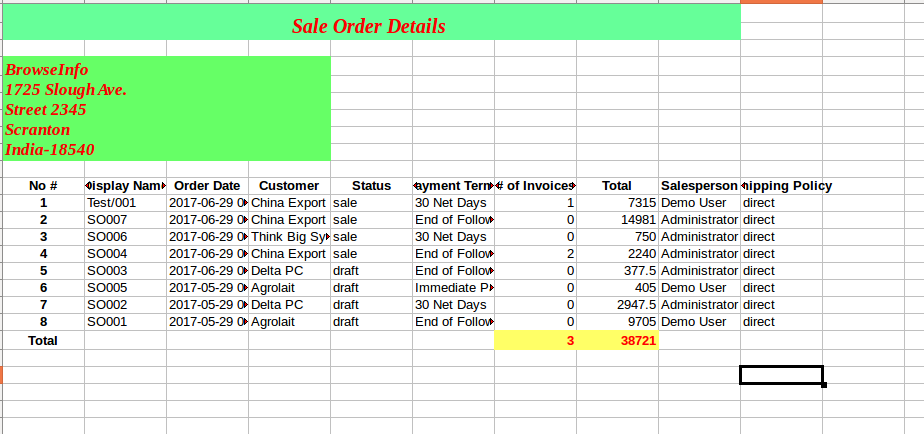 Sale Order Details
BrowseInfo
1725 Slough Ave.
Street 2345
Scranton
India-18540
No # isplay Nam Order Date Customer Status ayment Tern # of Invoices Total Salesperson hipping Policy
1 Test/001 2017-06-29 0 China Export sale 30 Net Days 1 7315 Demo User direct
2 SO007 2017-06-29 0 China Export sale End of Follow 0 14981 Administrator direct
3 SO006 2017-06-29 0 Think Big Sy sale 30 Net Days 0 750 Administrator direct
4 SO004 2017-06-29 0 China Export sale End of Follow 2 2240 Administrator direct
5 SO003 2017-06-29 0 Delta PC draft End of Follow 0 377.5 Administrator direct
6 SO005 2017-05-29 0 Agrolait draft Immediate P 0 405 Demo User direct
7 SO002 2017-05-29 0 Delta PC draft 30 Net Days 0 2947.5 Administrator direct
8 SO001 2017-05-29 0 Agrolait draft End of Follow 0 9705 Demo User direct
Total 3 38721